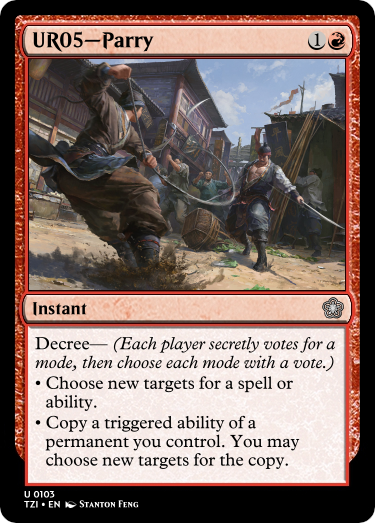 UR05—Parry 1
Instant
Decree— (Each player secretly votes for a
mode, then choose each mode with a vote.)
• Choose new targets for a spell or
ability.
• Copy a triggered ability of a
permanent you control. You may
choose new targets for the copy.
U 0103
TZI • EN Stanton Feng